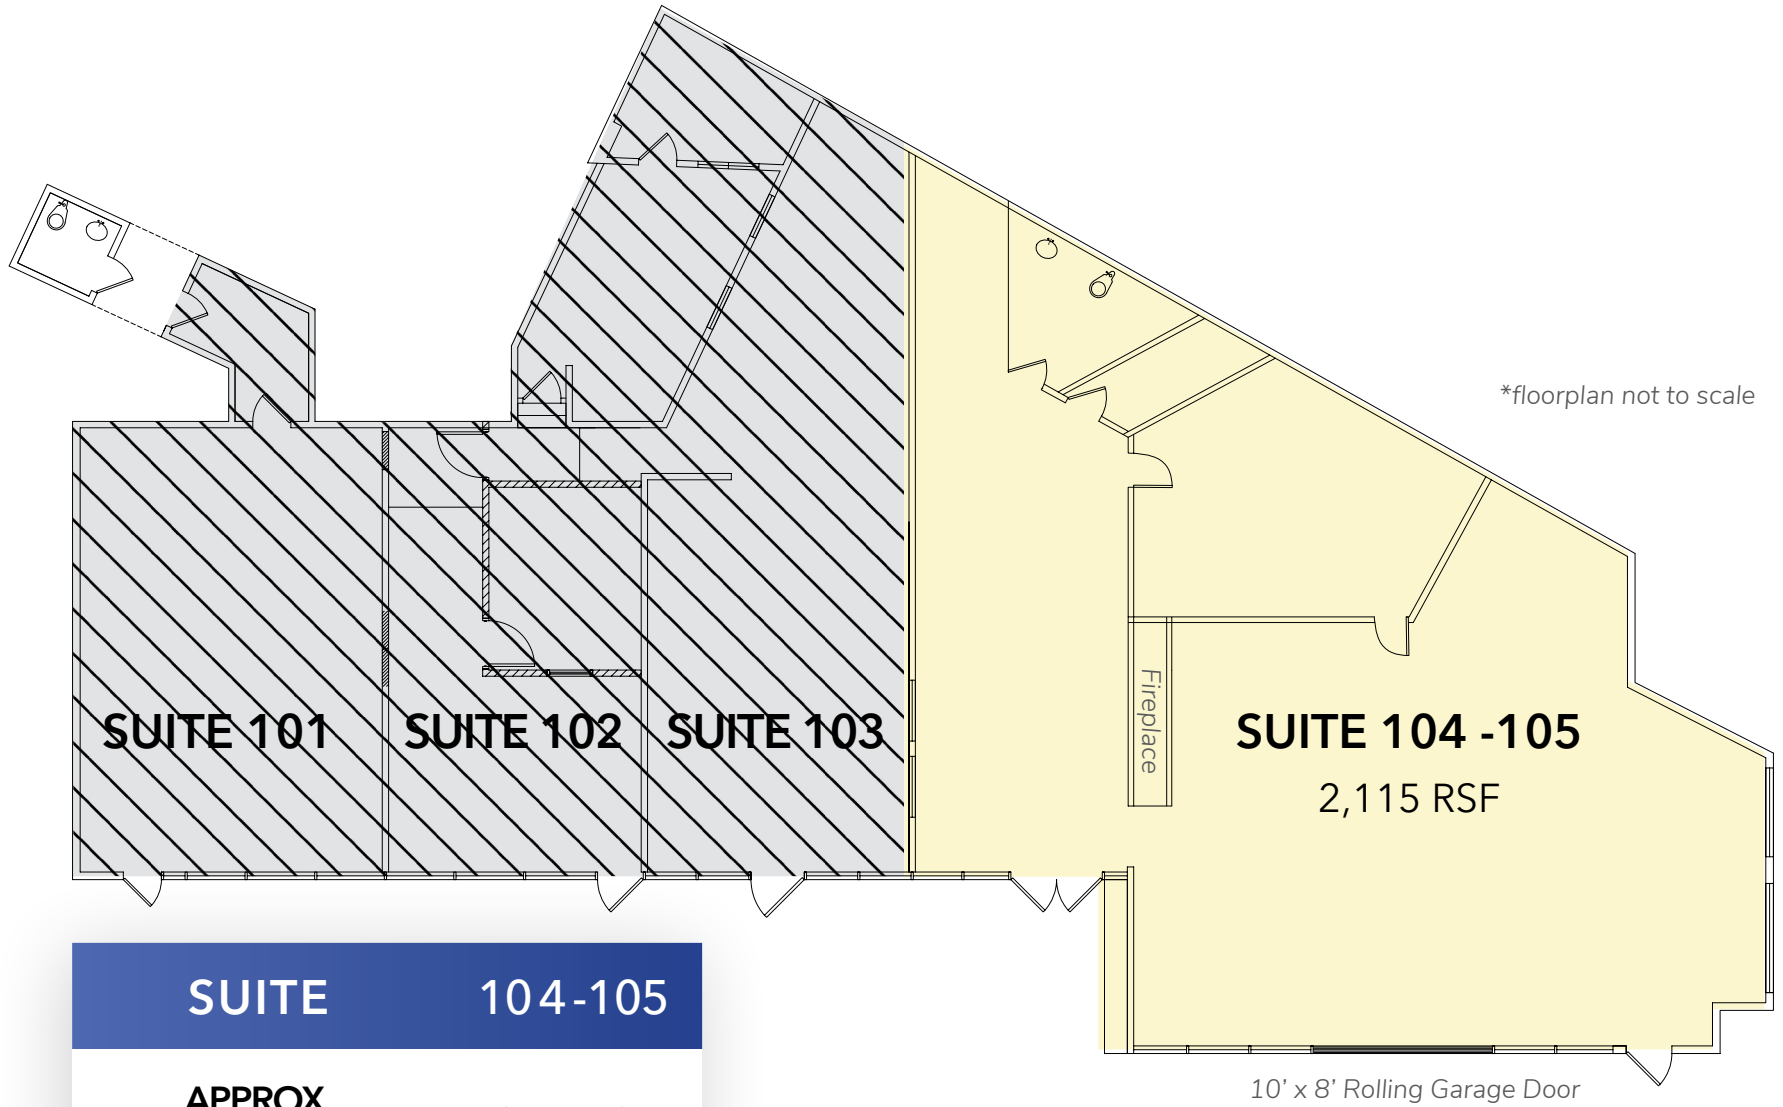 *floorplan not to scale
SUITE 101
SUITE 102
SUITE 103
Fireplace
SUITE 104 -105
2,115 RSF
SUITE 104-105
APPROX
10’ x 8’ Rolling Garage Door